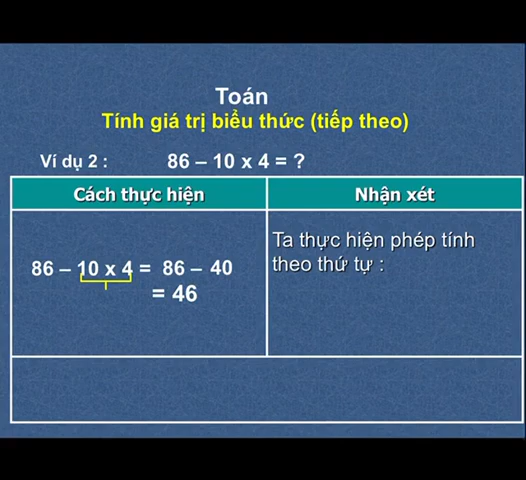 Toán
Tính giá trị biểu thức (tiếp theo)
Ví dụ 2 : 86 – 10 x 4 = ?
Cách thực hiện Nhận xét
Ta thực hiện phép tính
theo thứ tự :
86 – 10 x 4 = 86 – 40
= 46